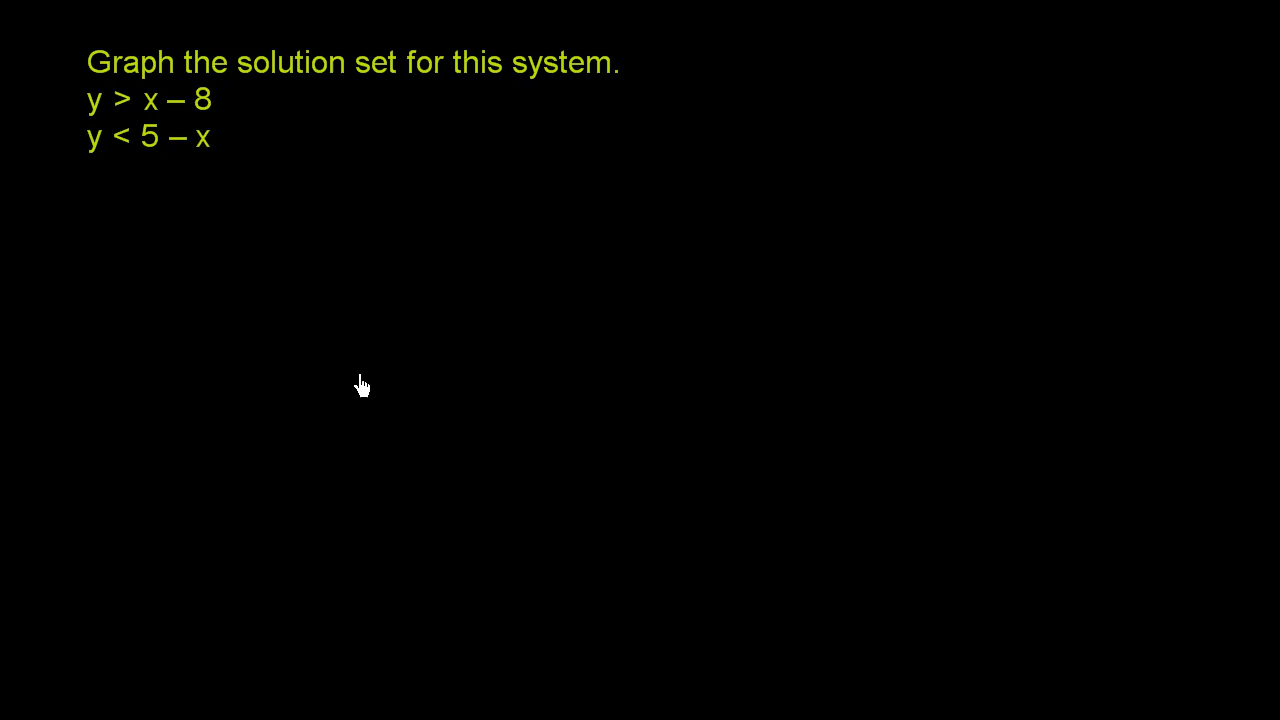 Graph the solution set for this system.
y > x – 8
y < 5 – x